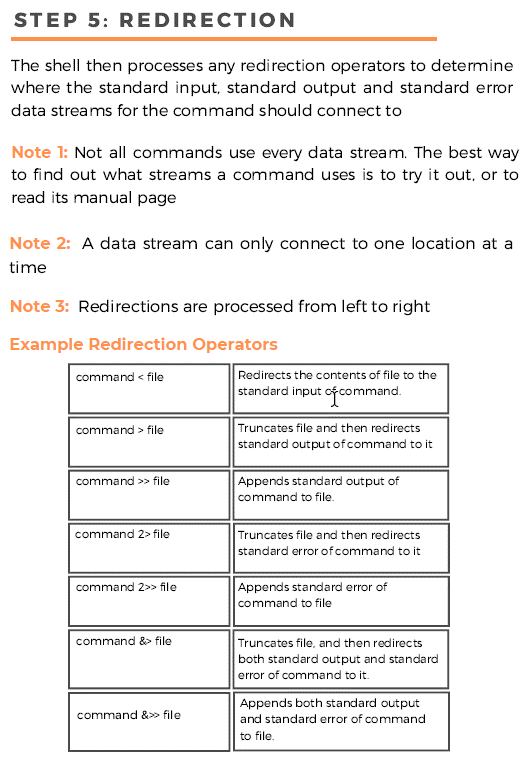 STEP 5: REDIRECTION
The shell then processes any redirection operators to determine
where the standard input, standard output and standard error
data streams for the command should connect to
Note 1: Not all commands use every data stream. The best way
to find out what streams a command uses is to try it out, or to
read its manual page
Note 2: A data stream can only connect to one location at a
time
Note 3: Redirections are processed from left to right
Example Redirection Operators
command < file
Redirects the contents of file to the
standard input of command.
command > file
Truncates file and then redirects
standard output of command to it
command >> file
Appends standard output of
command to file.
command 2> file
Truncates file and then redirects
standard error of command to it
command 2>> file
Appends standard error of
command to file
command &> file
Truncates file, and then redirects
both standard output and standard
error of command to it.
command &>> file
Appends both standard output
and standard error of command
to file.